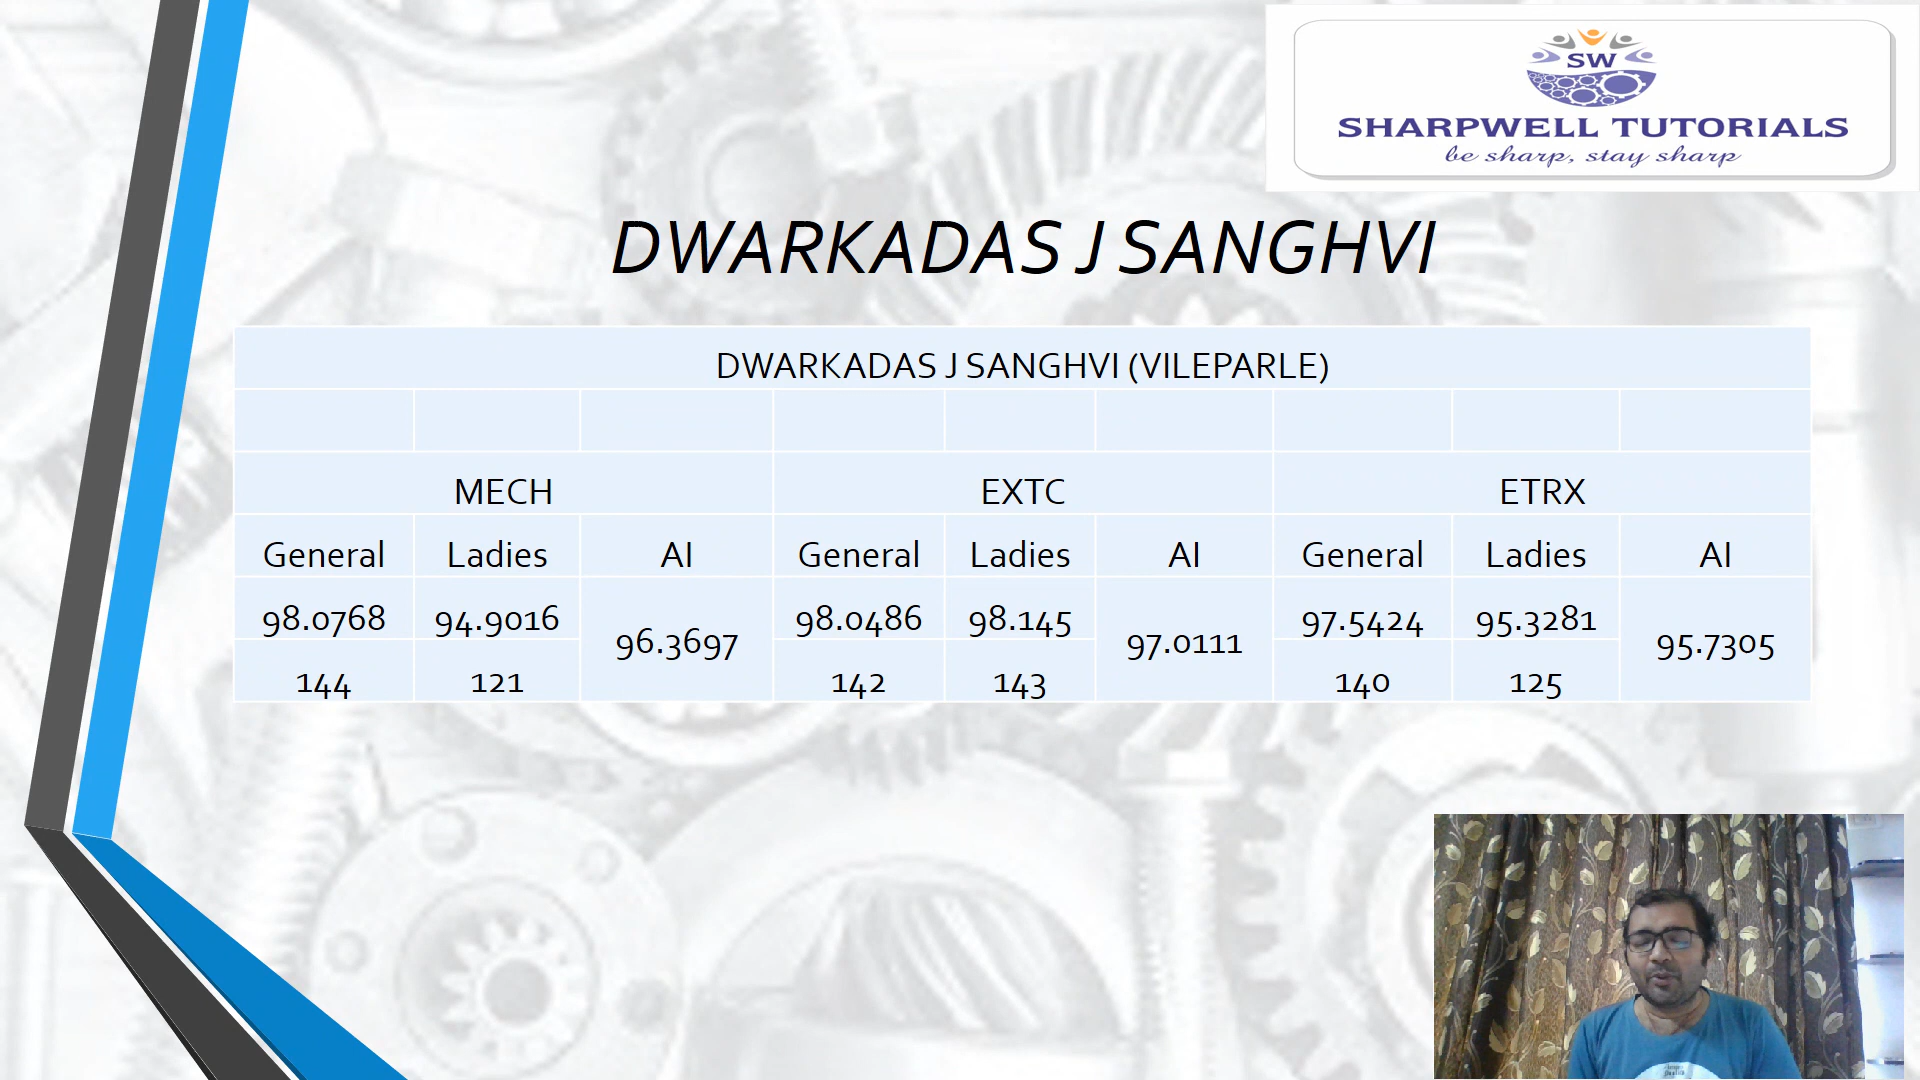 SW
SHARPWELL TUTORIALS
be sharp, stay sharp
DWARKADAS J SANGHVI
DWARKADAS J SANGHVI (VILEPARLE)
MECH EXTC ETRX
General Ladies AI General Ladies AI General Ladies AI
98.0768 94.9016 96.3697 98.0486 98.145 97.0111 97.5424 95.3281 95.7305
144 121 142 143 140 125